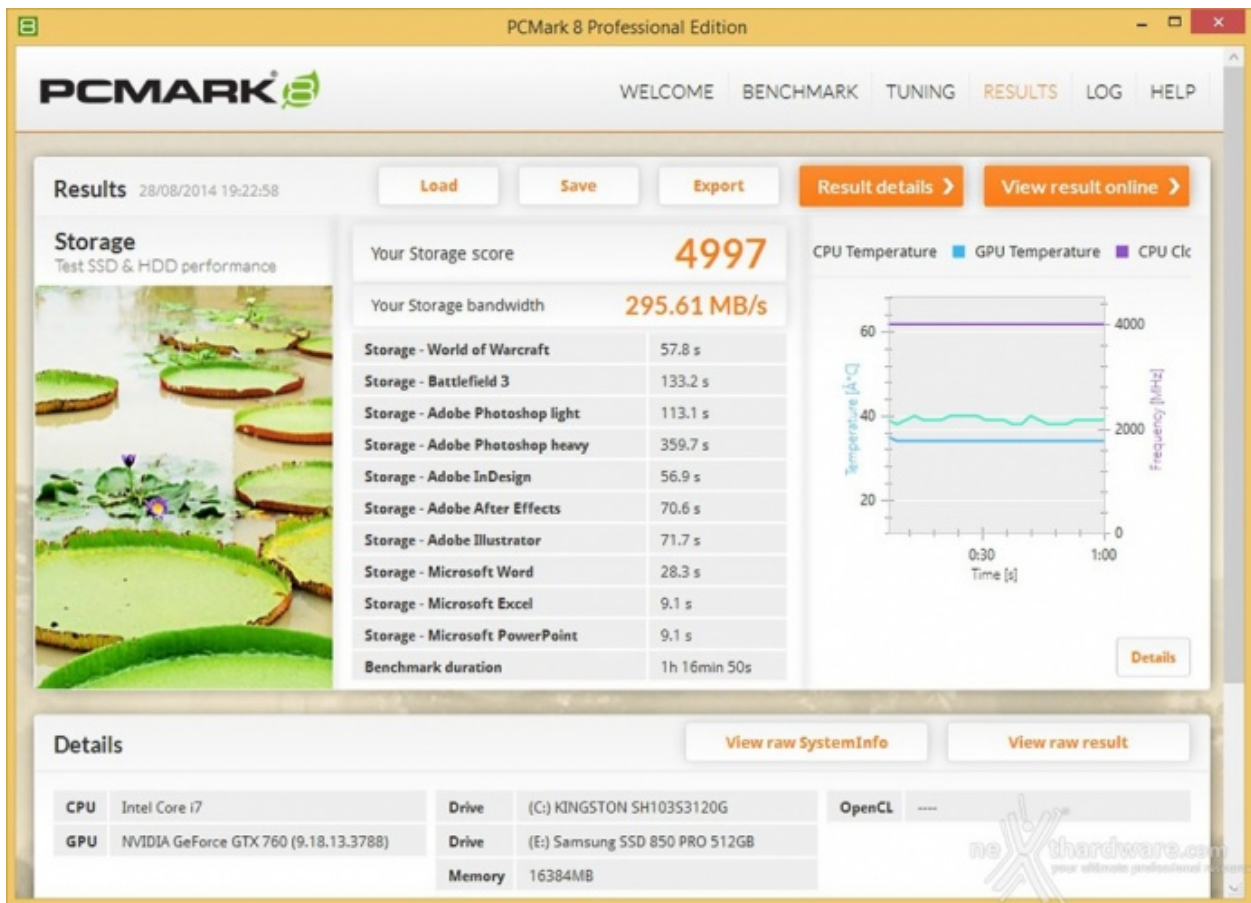 PCMark 8 Professional Edition
PCMARK 8
WELCOME BENCHMARK TUNING RESULTS LOG HELP
Results 28/08/2014 19:22:58 Load Save Export Result details View result online
Storage
Test SSD & HDD performance
Your Storage score 4997
Your Storage bandwidth 295.61 MB/s
Storage - World of Warcraft 57.8 s
Storage - Battlefield 3 133.2 s
Storage - Adobe Photoshop light 113.1 s
Storage - Adobe Photoshop heavy 359.7 s
Storage - Adobe InDesign 56.9 s
Storage - Adobe After Effects 70.6 s
Storage - Adobe Illustrator 71.7 s
Storage - Microsoft Word 28.3 s
Storage - Microsoft Excel 9.1 s
Storage - Microsoft PowerPoint 9.1 s
Benchmark duration 1h 16min 50s
CPU Temperature GPU Temperature CPU Clc
60
40
20
Temperature [Â°C]
4000
2000
0
Frequency [MHz]
0:30 1:00
Time [s]
Details
Details View raw SystemInfo View raw result
CPU Intel Core i7 Drive (C:) KINGSTON SH103S3120G OpenCL ----
GPU NVIDIA GeForce GTX 760 (9.18.13.3788) Drive (E:) Samsung SSD 850 PRO 512GB
Memory 16384MB
nexthardware.com
your ultimate professional resource